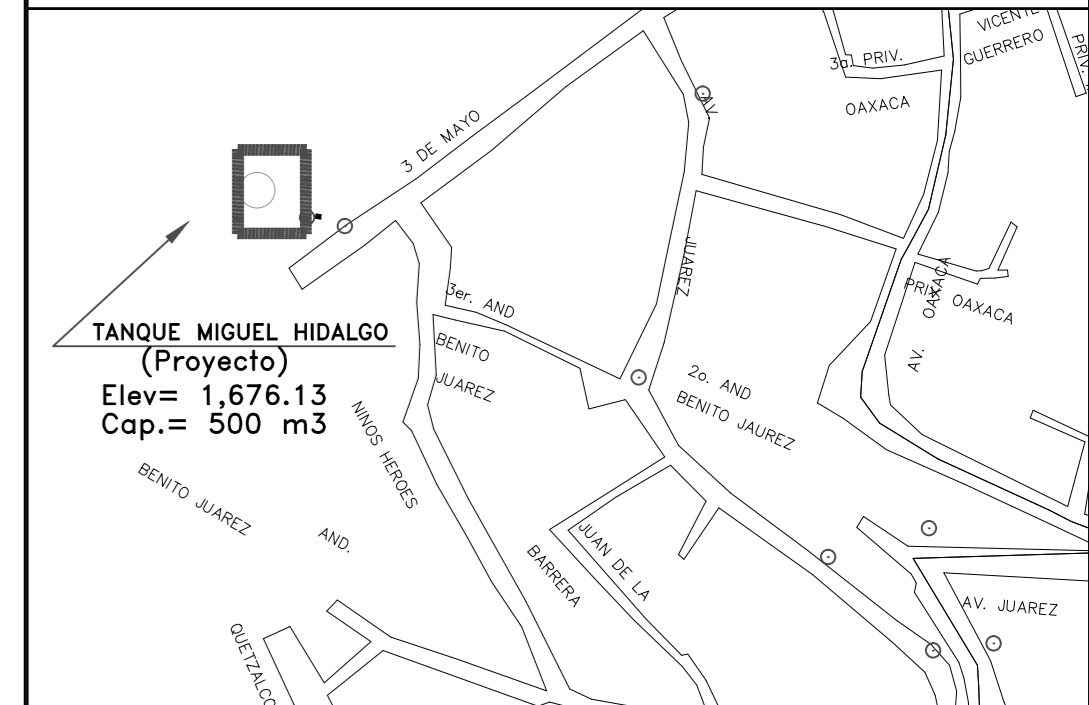 VICENTE
GUERRERO
PRIV.
3a. PRIV.
OAXACA
AV.
3 DE MAYO
JUAREZ
PRIV. OAXACA
AV. OAXACA
3er. AND
BENITO
JUAREZ
TANQUE MIGUEL HIDALGO
(Proyecto)
Elev= 1,676.13
Cap.= 500 m3
2o. AND
BENITO JAUREZ
NINOS HEROES
BENITO JUAREZ
AND.
JUAN DE LA
BARRERA
AV. JUAREZ
QUETZALCO